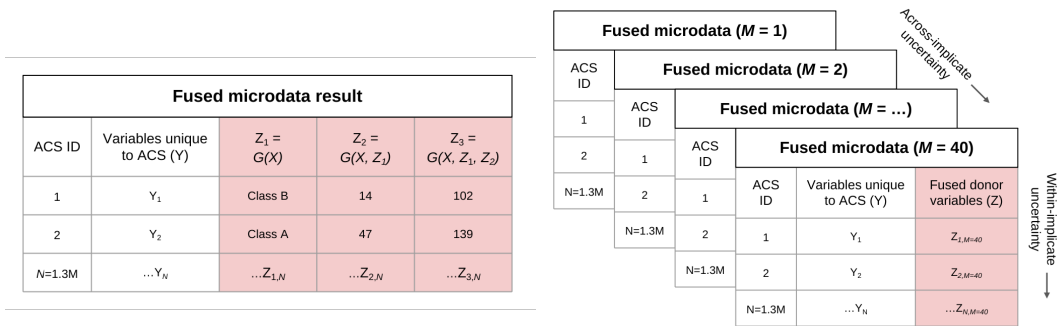 Fused microdata result
ACS ID
Variables unique
to ACS (Y)
Z1 =
G(X)
Z2 =
G(X, Z1)
Z3 =
G(X, Z1, Z2)
1
Y1
Class B
14
102
2
Y2
Class A
47
139
N=1.3M
…YN
…Z1,N
…Z2,N
…Z3,N
Fused microdata (M = 1)
ACS
ID
1
2
N=1.3M
Fused microdata (M = 2)
ACS
ID
1
2
N=1.3M
Fused microdata (M = …)
ACS
ID
1
2
N=1.3M
Fused microdata (M = 40)
ACS
ID
Variables unique
to ACS (Y)
Fused donor
variables (Z)
1
Y1
Z1,M=40
2
Y2
Z2,M=40
N=1.3M
…YN
…ZN,M=40
Across-implicate
uncertainty
Within-implicate
uncertainty